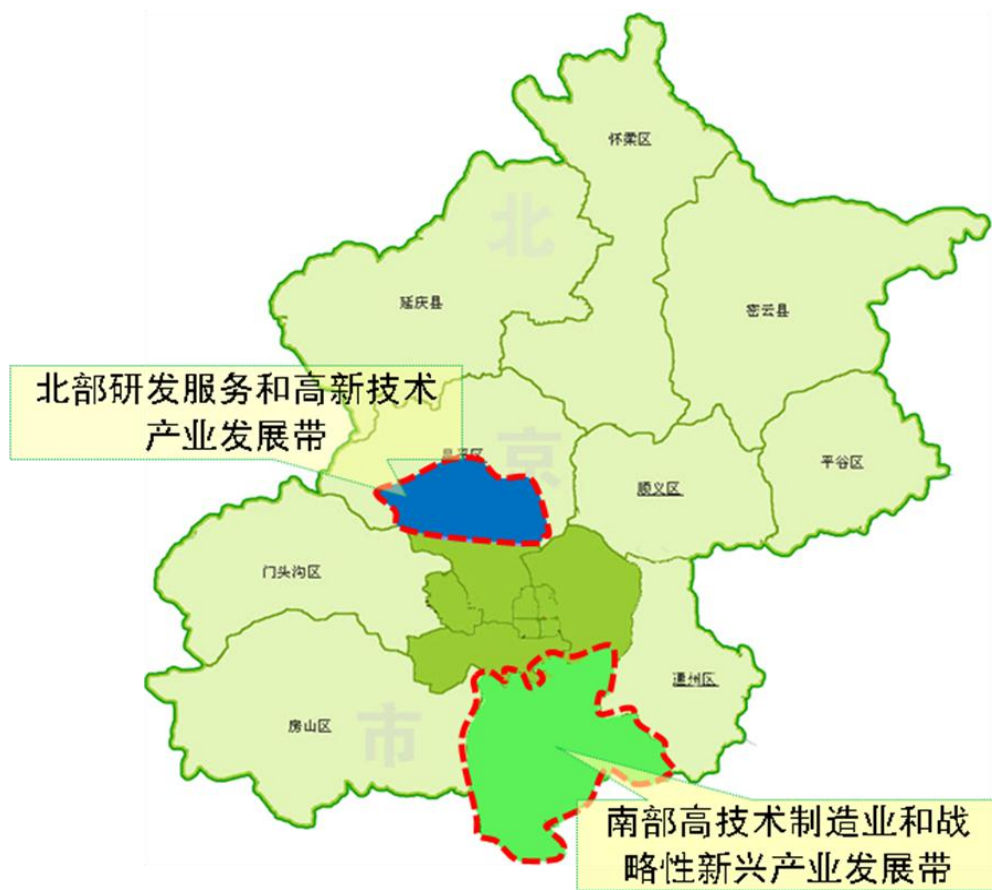 怀柔区
北
延庆县
密云县
北部研发服务和高新技术
产业发展带
京
平谷区
顺义区
门头沟区
通州区
房山区
市
南部高技术制造业和战
略性新兴产业发展带